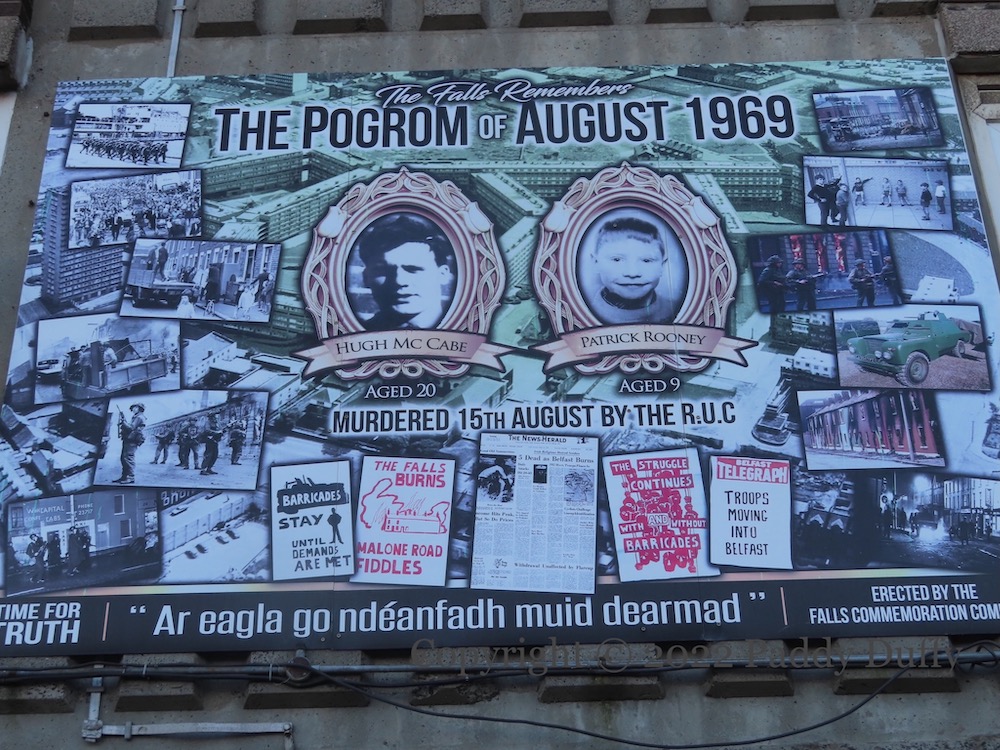 The Falls Remembers
THE POGROM OF AUGUST 1969
HUGH MC CABE
AGED 20
PATRICK ROONEY
AGED 9
MURDERED 15TH AUGUST BY THE R.U.C
BARRICADES
STAY
UNTIL
DEMANDS
ARE MET
THE FALLS
BURNS
MALONE ROAD
FIDDLES
THE NEWS-HERALD
5 Dead as Belfast Burns
THE STRUGGLE
CONTINUES
WITH AND WITHOUT
BARRICADES
BELFAST
TELEGRAPH
TROOPS
MOVING
INTO
BELFAST
TIME FOR
TRUTH
“ Ar eagla go ndéanfadh muid dearmad ”
ERECTED BY THE
FALLS COMMEMORATION COM
Copyright © 2022 Paddy Duffy